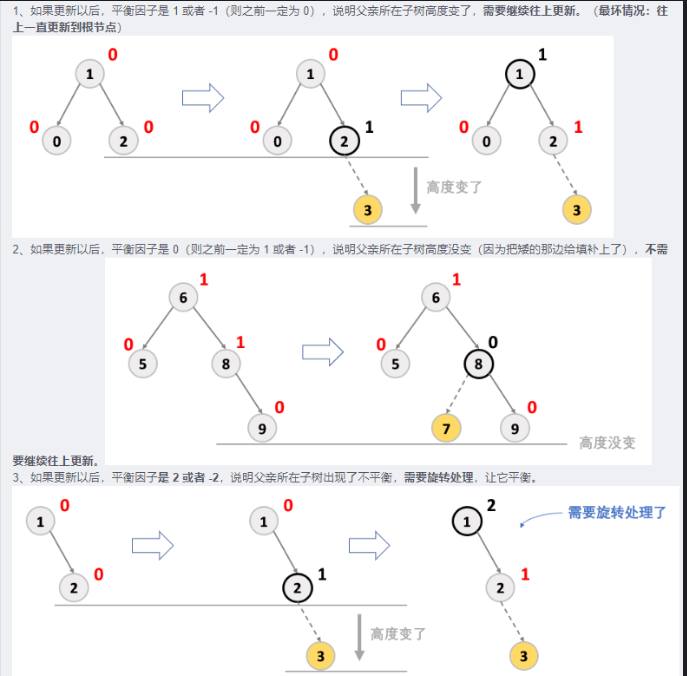 1、如果更新以后，平衡因子是 1 或者 -1（则之前一定为 0），说明父亲所在子树高度变了，需要继续往上更新。（最坏情况：往
上一直更新到根节点）
0 0 1
1 1 1
0 0 0 1 0 1
0 2 0 2 0 2
高度变了
3 3
2、如果更新以后，平衡因子是 0（则之前一定为 1 或者 -1），说明父亲所在子树高度没变（因为把矮的那边给填补上了），不需
1 1
6 6
0 1 0 0
5 8 5 8
0 0
9 7 9
高度没变
要继续往上更新。
3、如果更新以后，平衡因子是 2 或者 -2，说明父亲所在子树出现了不平衡，需要旋转处理，让它平衡。
0 0 2
1 1 1 需要旋转处理了
0 1 1
2 2 2
高度变了
3 3